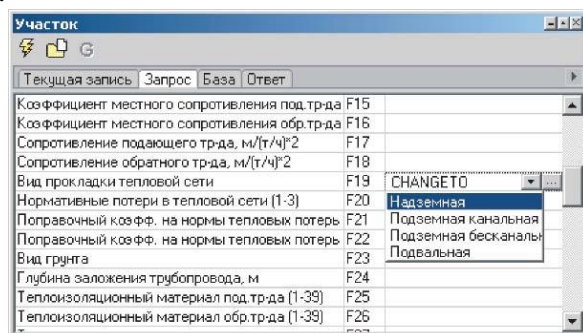 Участок
G
Текущая запись Запрос База Ответ
Коэффициент местного сопротивления под.тр-да F15
Коэффициент местного сопротивления обр.тр-да F16
Сопротивление подающего тр-да, м/(т/ч)*2 F17
Сопротивление обратного тр-да, м/(т/ч)*2 F18
Вид прокладки тепловой сети F19 CHANGETO ...
Нормативные потери в тепловой сети (1-3) F20 Надземная
Поправочный коэфф. на нормы тепловых потерь F21 Подземная канальная
Поправочный коэфф. на нормы тепловых потерь F22 Подземная бесканальн
Вид грунта F23 Подвальная
Глубина заложения трубопровода, м F24
Теплоизоляционный материал под.тр-да (1-39) F25
Теплоизоляционный материал обр.тр-да (1-39) F26